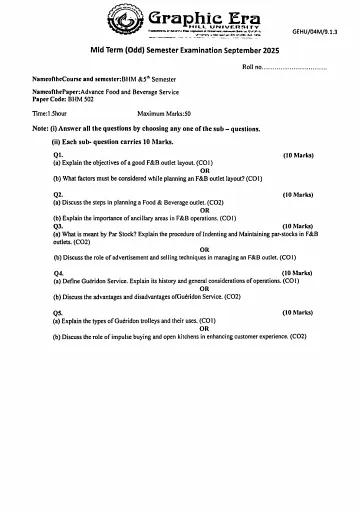 Graphic Era
HILL UNIVERSITY
GEHU/04M/9.1.3
Mid Term (Odd) Semester Examination September 2025
Roll no.................................
NameoftheCourse and semester:BHM &5th Semester
NameofthePaper:Advance Food and Beverage Service
Paper Code: BHM 502
Time:1.5hour Maximum Marks:50
Note: (i) Answer all the questions by choosing any one of the sub – questions.
(ii) Each sub- question carries 10 Marks.
Q1. (10 Marks)
(a) Explain the objectives of a good F&B outlet layout. (CO1)
OR
(b) What factors must be considered while planning an F&B outlet layout? (CO1)
Q2. (10 Marks)
(a) Discuss the steps in planning a Food & Beverage outlet. (CO2)
OR
(b) Explain the importance of ancillary areas in F&B operations. (CO1)
Q3. (10 Marks)
(a) What is meant by Par Stock? Explain the procedure of Indenting and Maintaining par-stocks in F&B
outlets. (CO2)
OR
(b) Discuss the role of advertisement and selling techniques in managing an F&B outlet. (CO1)
Q4. (10 Marks)
(a) Define Guéridon Service. Explain its history and general considerations of operations. (CO1)
OR
(b) Discuss the advantages and disadvantages ofGuéridon Service. (CO2)
Q5. (10 Marks)
(a) Explain the types of Guéridon trolleys and their uses. (CO1)
OR
(b) Discuss the role of impulse buying and open kitchens in enhancing customer experience. (CO2)